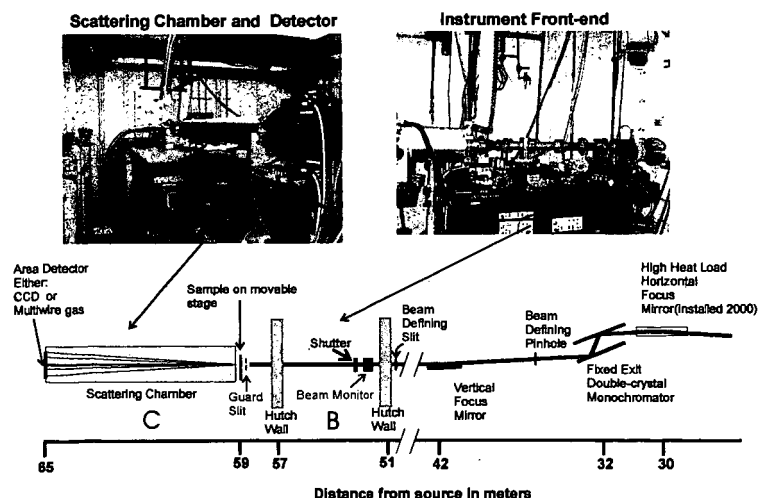 Scattering Chamber and Detector
Instrument Front-end
Area Detector
Either:
CCD or
Multiwire gas
Sample on movable
stage
Scattering Chamber
Guard
Slit
C
Hutch
Wall
Shutter
Beam Monitor
B
Hutch
Wall
Beam
Defining
Slit
Vertical
Focus
Mirror
Beam
Defining
Pinhole
Fixed Exit
Double-crystal
Monochromator
High Heat Load
Horizontal
Focus
Mirror(installed 2000)
65
59
57
51
42
32
30
Distance from source in meters